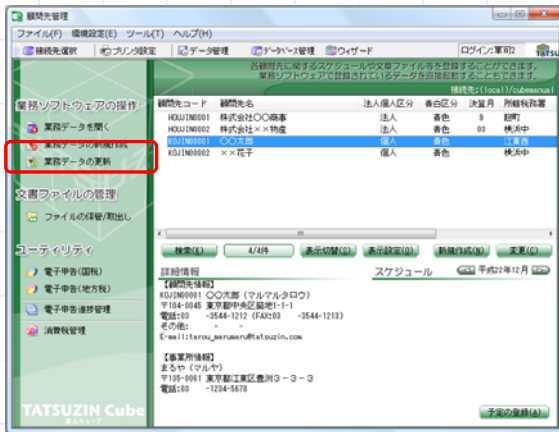 顧問先管理
ファイル(F) 環境設定(E) ツール(T) ヘルプ(H)
接続先選択 プリンタ設定 データ管理 データベース管理 ウィザード ログイン:軍司2 TATSU
各顧問先に関するスケジュールや文章ファイル等を登録することができます。
業務ソフトウェアで登録されているデータを直接起動することもできます。
接続先:(local)/cubemanual
業務ソフトウェアの操作
業務データを開く
業務データの新規作成
業務データの更新
文書ファイルの管理
ファイルの保管/取出し
ユーティリティ
電子申告(国税)
電子申告(地方税)
電子申告進捗管理
消費税管理
TATSUZIN Cube
達人キューブ
顧問先コード 顧問先名 法人個人区分 青白区分 決算月 所轄税務署
HOUJIN0001 株式会社〇〇商事 法人 青色 9 麹町
HOUJIN0002 株式会社××物産 法人 青色 03 横浜中
KOJIN00001 〇〇太郎 個人 青色 江東西
KOJIN00002 ××花子 個人 青色 横浜中
検索(K) 4/4件 表示切替(G) 表示設定(O) 新規作成(N) 変更(C)
詳細情報 スケジュール 平成22年12月
【顧問先情報】
KOJIN00001 〇〇太郎 (マルマルタロウ)
〒104-0045 東京都中央区築地1-1-1
電話:03 -3544-1212 (FAX:03 -3544-1213)
その他: - -
E-mail:tarou_marumaru@tatsuzin.com
【事業所情報】
まるや (マルヤ)
〒135-0061 東京都江東区豊洲３－３－３
電話:03 -1234-5678
予定の登録(A)